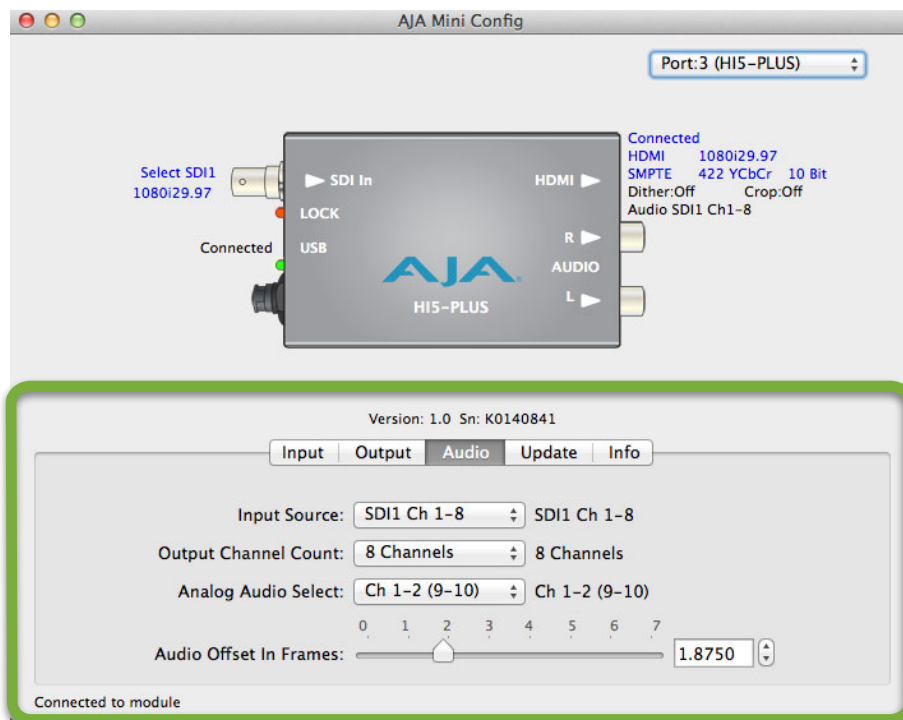 AJA Mini Config
Port:3 (HI5-PLUS)
Select SDI1
1080i29.97
Connected
SDI In
LOCK
USB
HDMI
R
AUDIO
L
AJA
HI5-PLUS
Connected
HDMI 1080i29.97
SMPTE 422 YCbCr 10 Bit
Dither:Off Crop:Off
Audio SDI1 Ch1-8
Version: 1.0 Sn: K0140841
Input Output Audio Update Info
Input Source: SDI1 Ch 1-8 SDI1 Ch 1-8
Output Channel Count: 8 Channels 8 Channels
Analog Audio Select: Ch 1-2 (9-10) Ch 1-2 (9-10)
0 1 2 3 4 5 6 7
Audio Offset In Frames: 1.8750
Connected to module